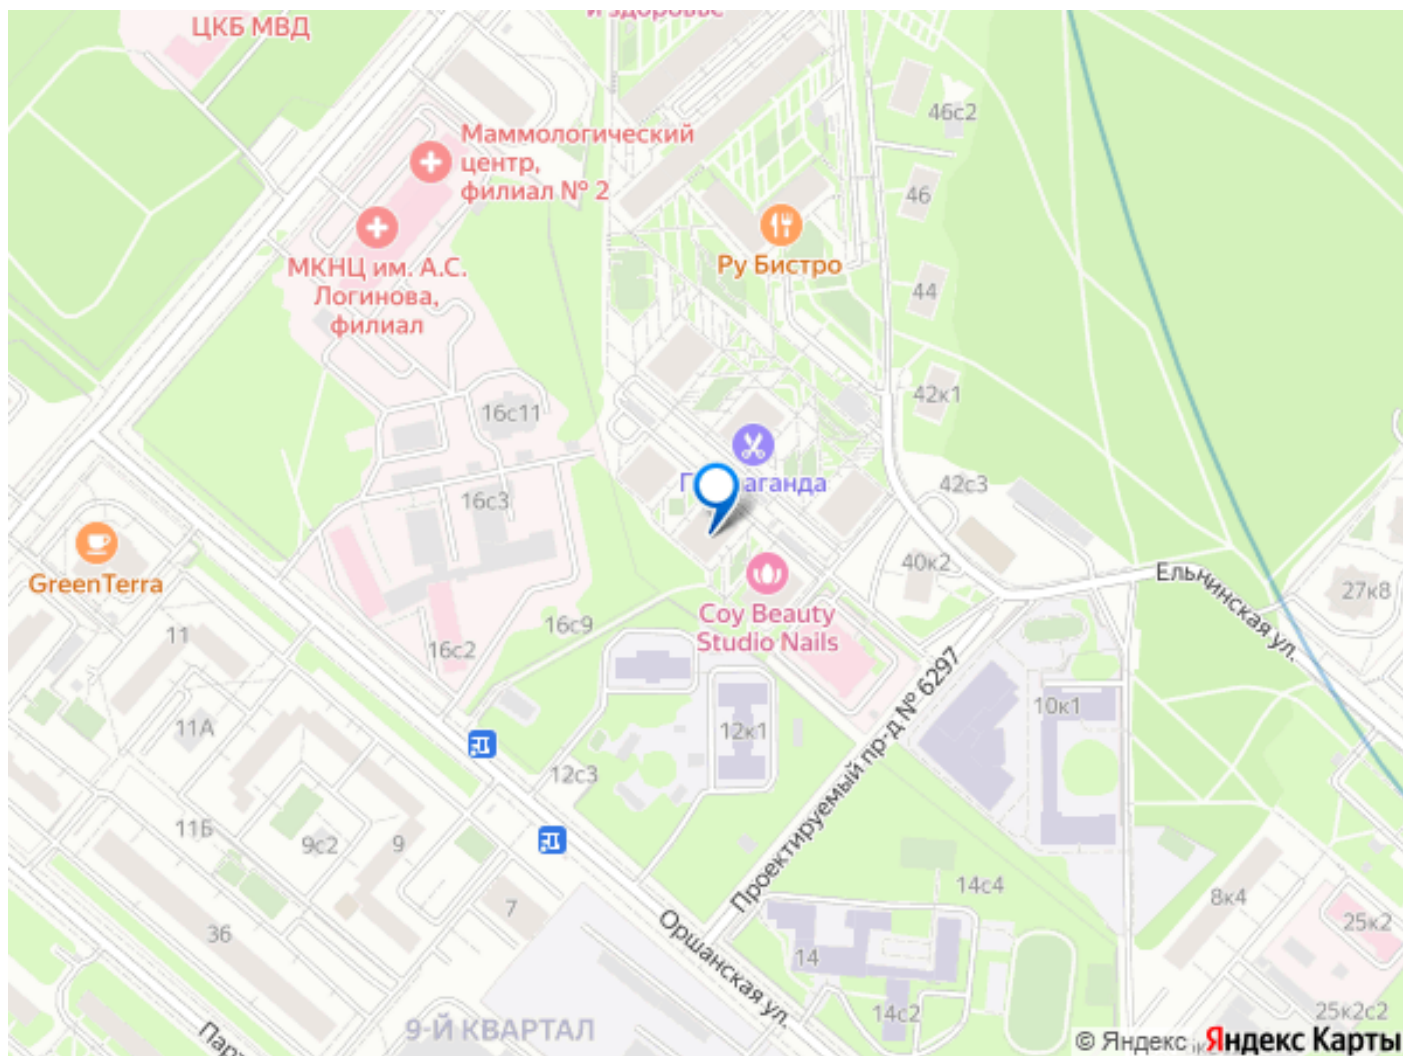 и здоровье
ЦКБ МВД
46с2
Маммологический
центр,
филиал № 2
46
Ру Бистро
МКНЦ им. А.С.
Логинова,
филиал
44
42к1
16с11
42с3
16с3
GreenTerra
40к2
Ельнинская ул.
27к8
Coy Beauty
Studio Nails
11
16с9
16с2
Проектируемый пр-д № 6297
10к1
11А
12к1
12с3
11Б
9с2
9
14с4
8к4
7
36
Оршанская ул.
14
25к2
14с2
25к2с2
9-Й КВАРТАЛ
© Яндекс Яндекс Карты